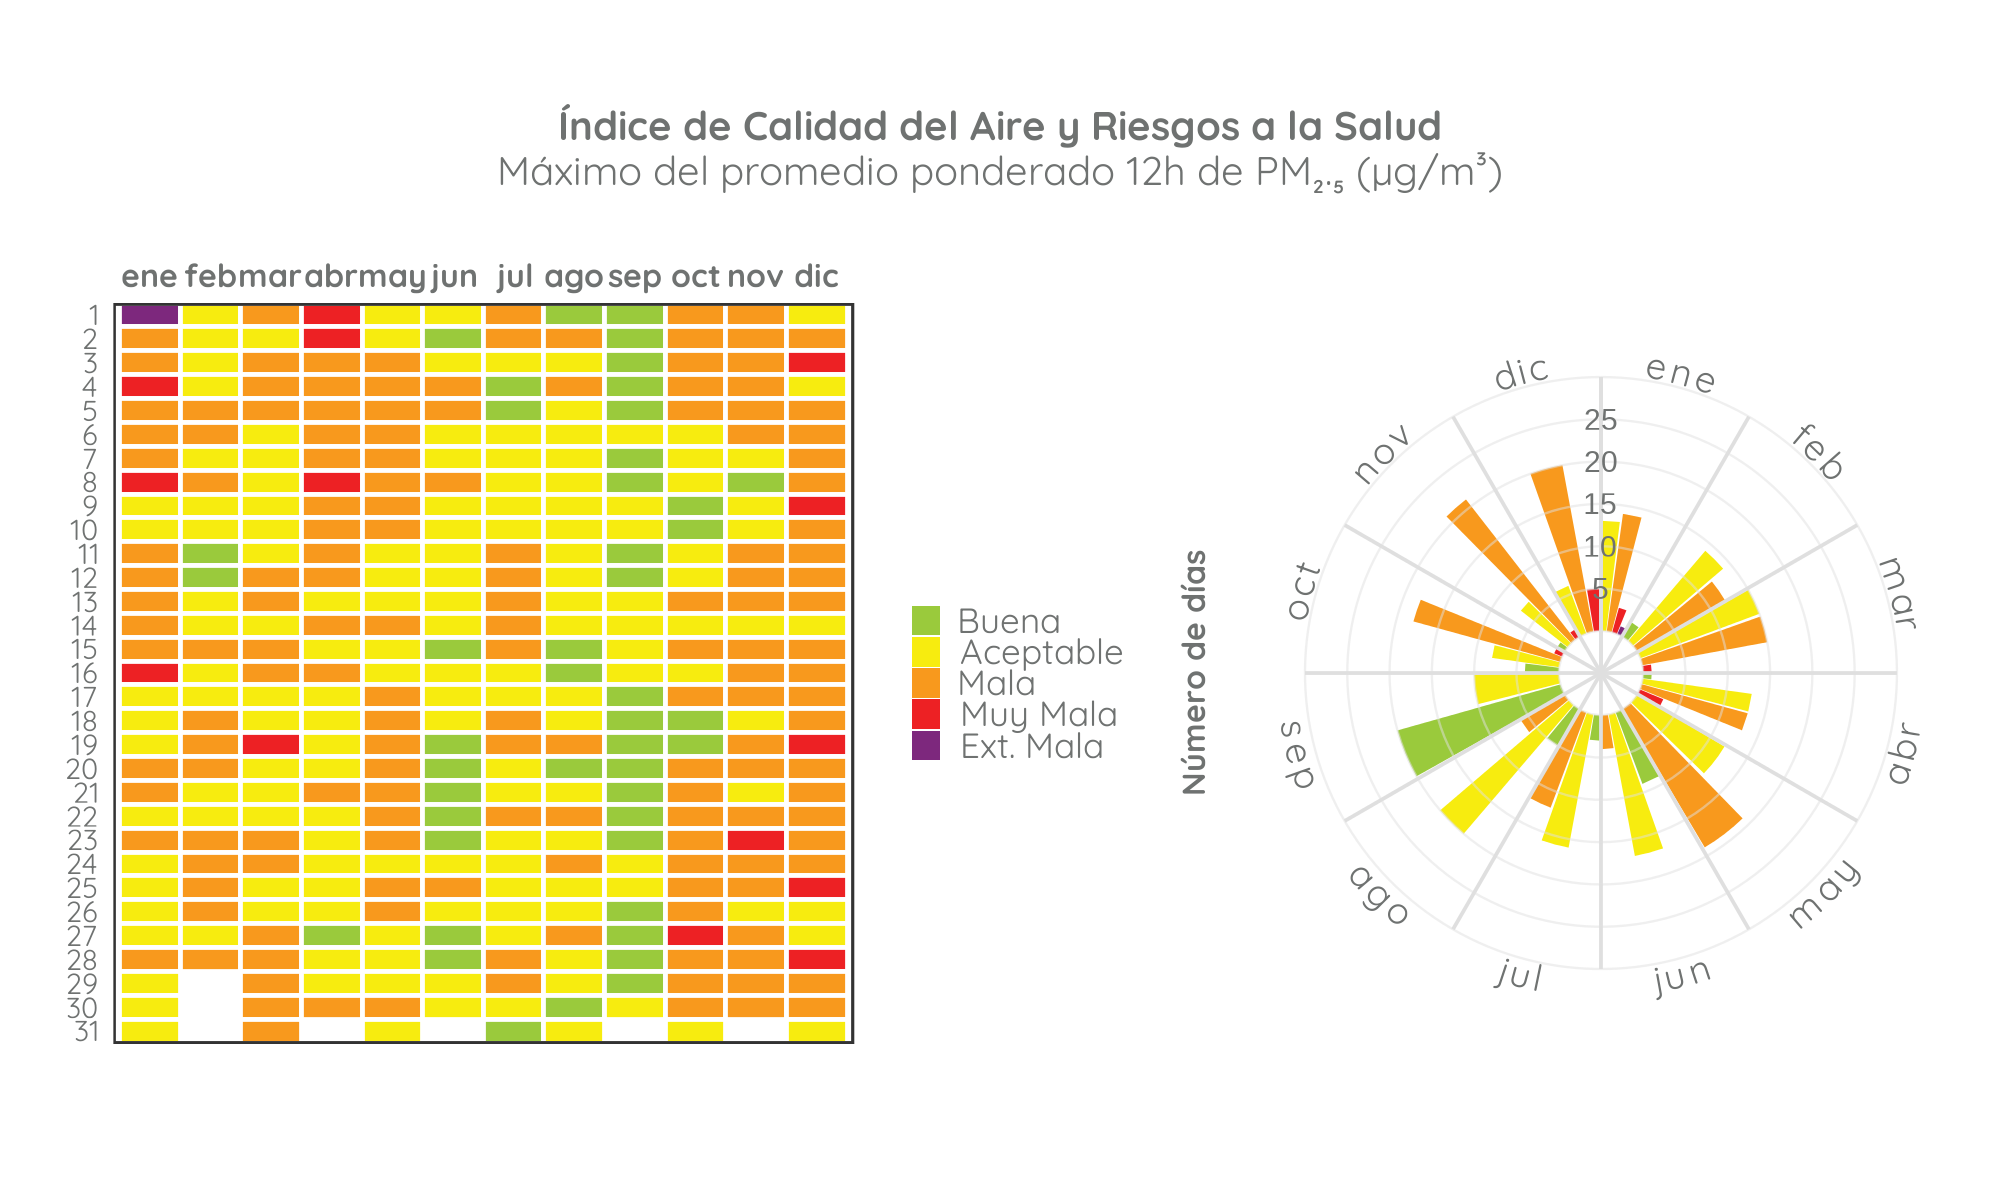 Índice de Calidad del Aire y Riesgos a la Salud
Máximo del promedio ponderado 12h de PM₂.₅ (µg/m³)
ene feb mar abr may jun jul ago sep oct nov dic
1
2
3
4
5
6
7
8
9
10
11
12
13
14
15
16
17
18
19
20
21
22
23
24
25
26
27
28
29
30
31
Buena
Aceptable
Mala
Muy Mala
Ext. Mala
Número de días
25
20
15
10
5
ene
feb
mar
abr
may
jun
jul
ago
sep
oct
nov
dic